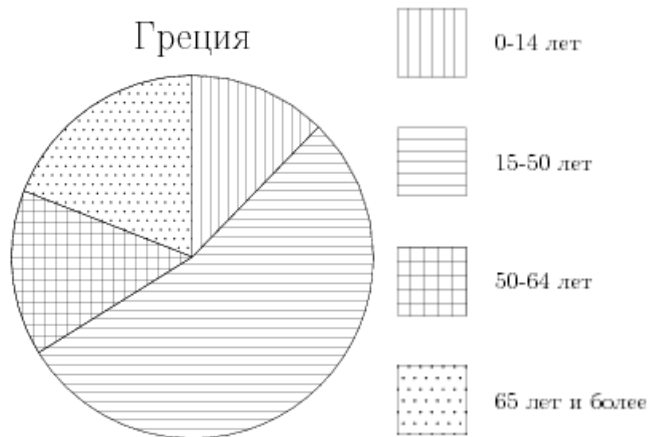 Греция
0-14 лет
15-50 лет
50-64 лет
65 лет и более